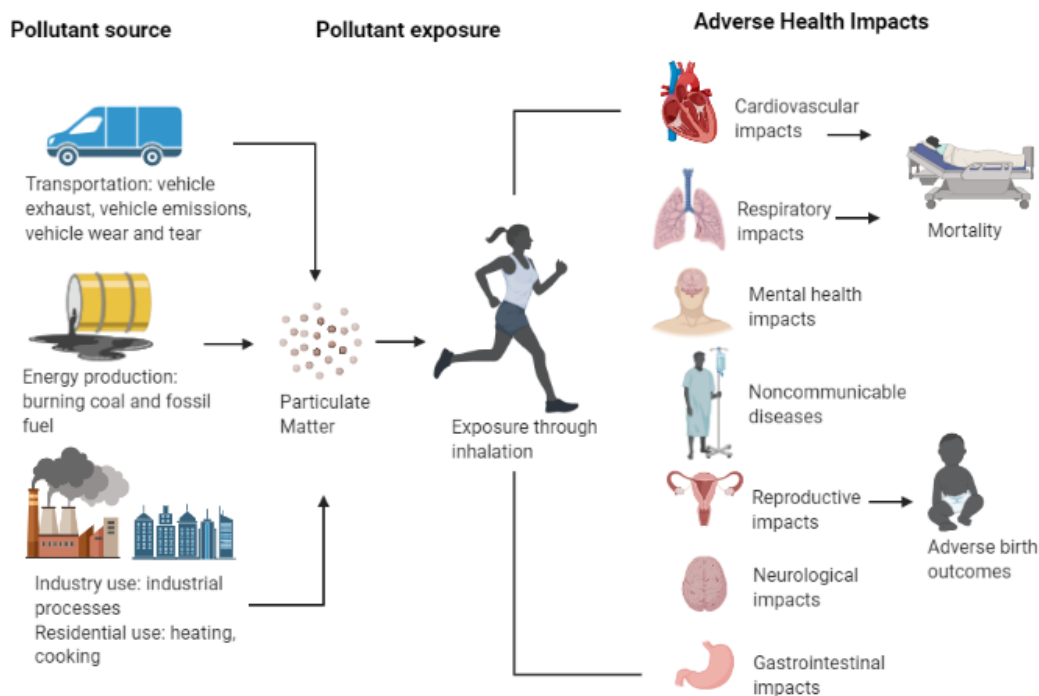 Pollutant source
Pollutant exposure
Adverse Health Impacts
Transportation: vehicle
exhaust, vehicle emissions,
vehicle wear and tear
Energy production:
burning coal and fossil
fuel
Industry use: industrial
processes
Residential use: heating,
cooking
Particulate
Matter
Exposure through
inhalation
Cardiovascular
impacts
Respiratory
impacts
Mortality
Mental health
impacts
Noncommunicable
diseases
Reproductive
impacts
Adverse birth
outcomes
Neurological
impacts
Gastrointestinal
impacts